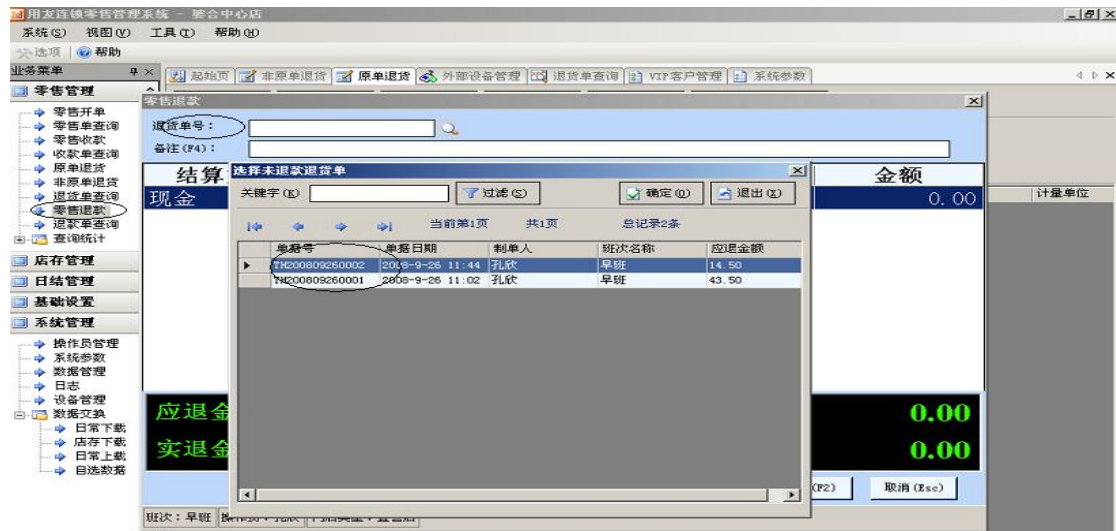 用友连锁零售管理系统 - 蒙合中心店
系统(S) 视图(V) 工具(T) 帮助(H)
选项 帮助
业务菜单
起始页 非原单退货 原单退货 外部设备管理 退货单查询 VIP客户管理 系统参数
零售管理
零售开单
零售单查询
零售收款
收款单查询
原单退货
非原单退货
退货单查询
零售退款
退款单查询
查询统计
店存管理
日结管理
基础设置
系统管理
操作员管理
系统参数
数据管理
日志
设备管理
数据交换
日常下载
店存下载
日常上载
自选数据
零售退款
退货单号:
备注(F4):
结算 金额
现金 0.00
计量单位
选择未退款退货单
关键字(K) 过滤(S) 确定(O) 退出(X)
当前第1页 共1页 总记录2条
单据号 单据日期 制单人 班次名称 应退金额
TH200809260002 2008-9-26 11:44 孔欣 早班 14.50
TH200809260001 2008-9-26 11:02 孔欣 早班 43.50
应退金 0.00
实退金 0.00
(F2) 取消(Esc)
班次:早班